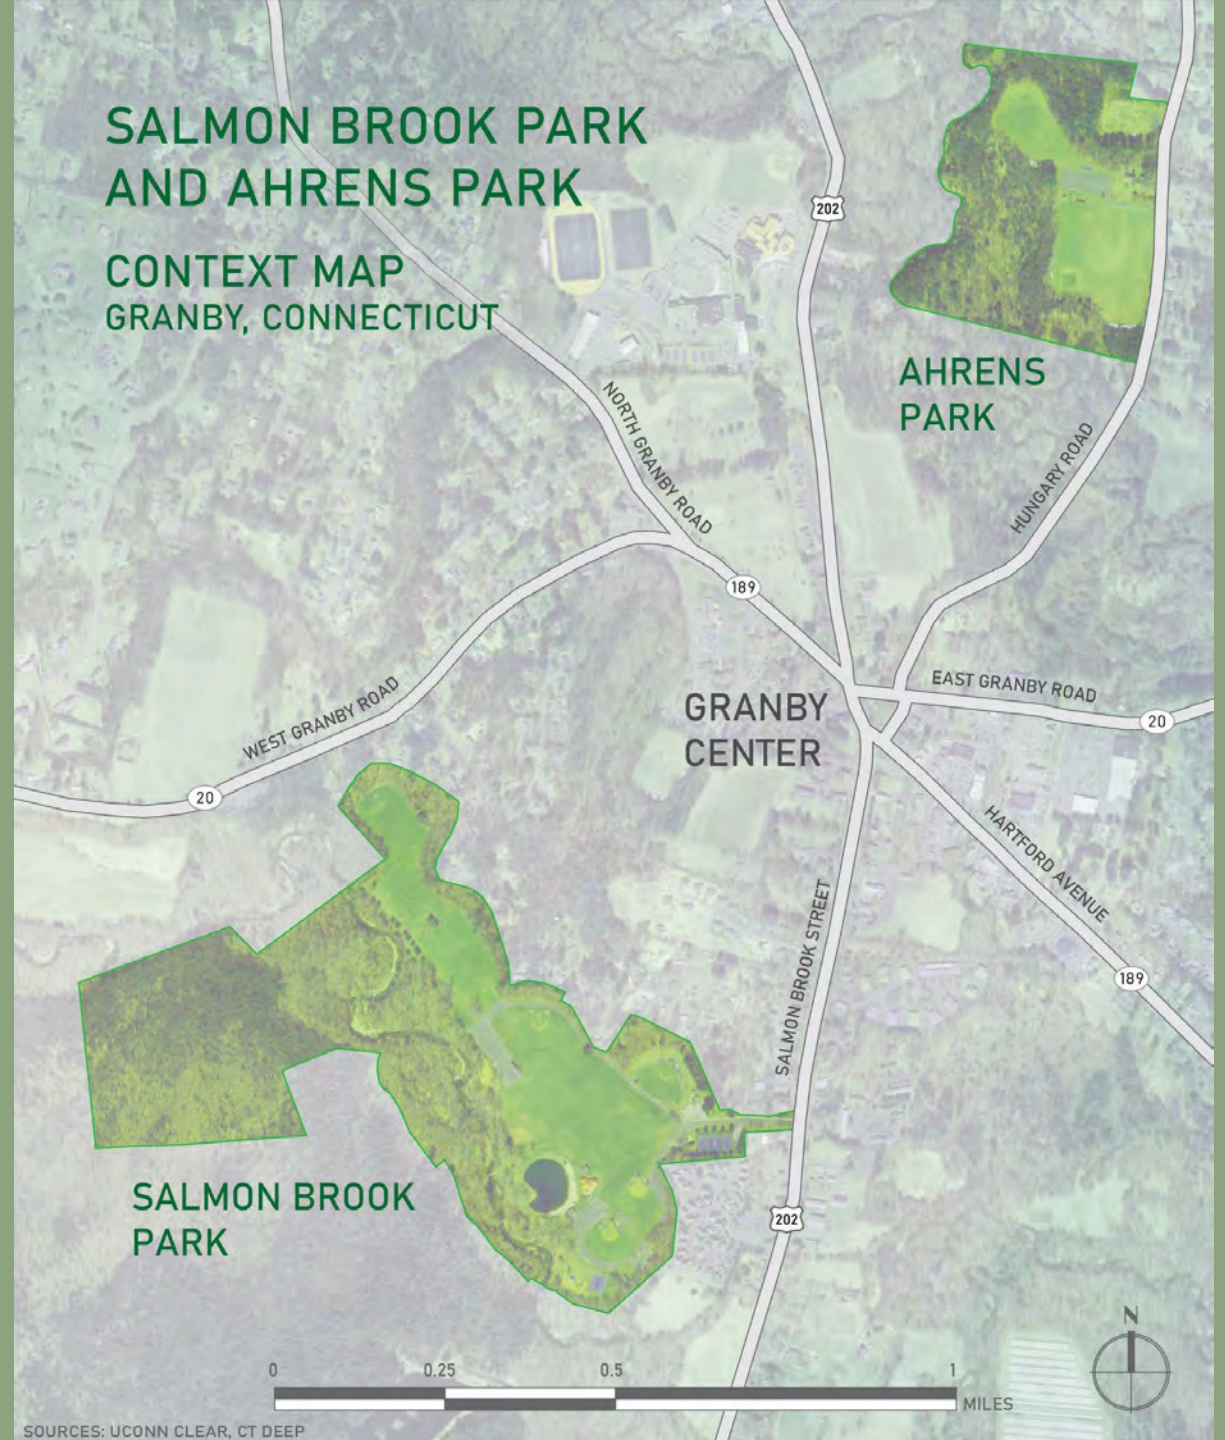 SALMON BROOK PARK
AND AHRENS PARK
CONTEXT MAP
GRANBY, CONNECTICUT
202
AHRENS
PARK
NORTH GRANBY ROAD
HUNGARY ROAD
189
EAST GRANBY ROAD
WEST GRANBY ROAD
GRANBY
CENTER
20
20
HARTFORD AVENUE
SALMON BROOK STREET
189
SALMON BROOK
PARK
202
N
0 0.25 0.5 1
MILES
SOURCES: UCONN CLEAR, CT DEEP